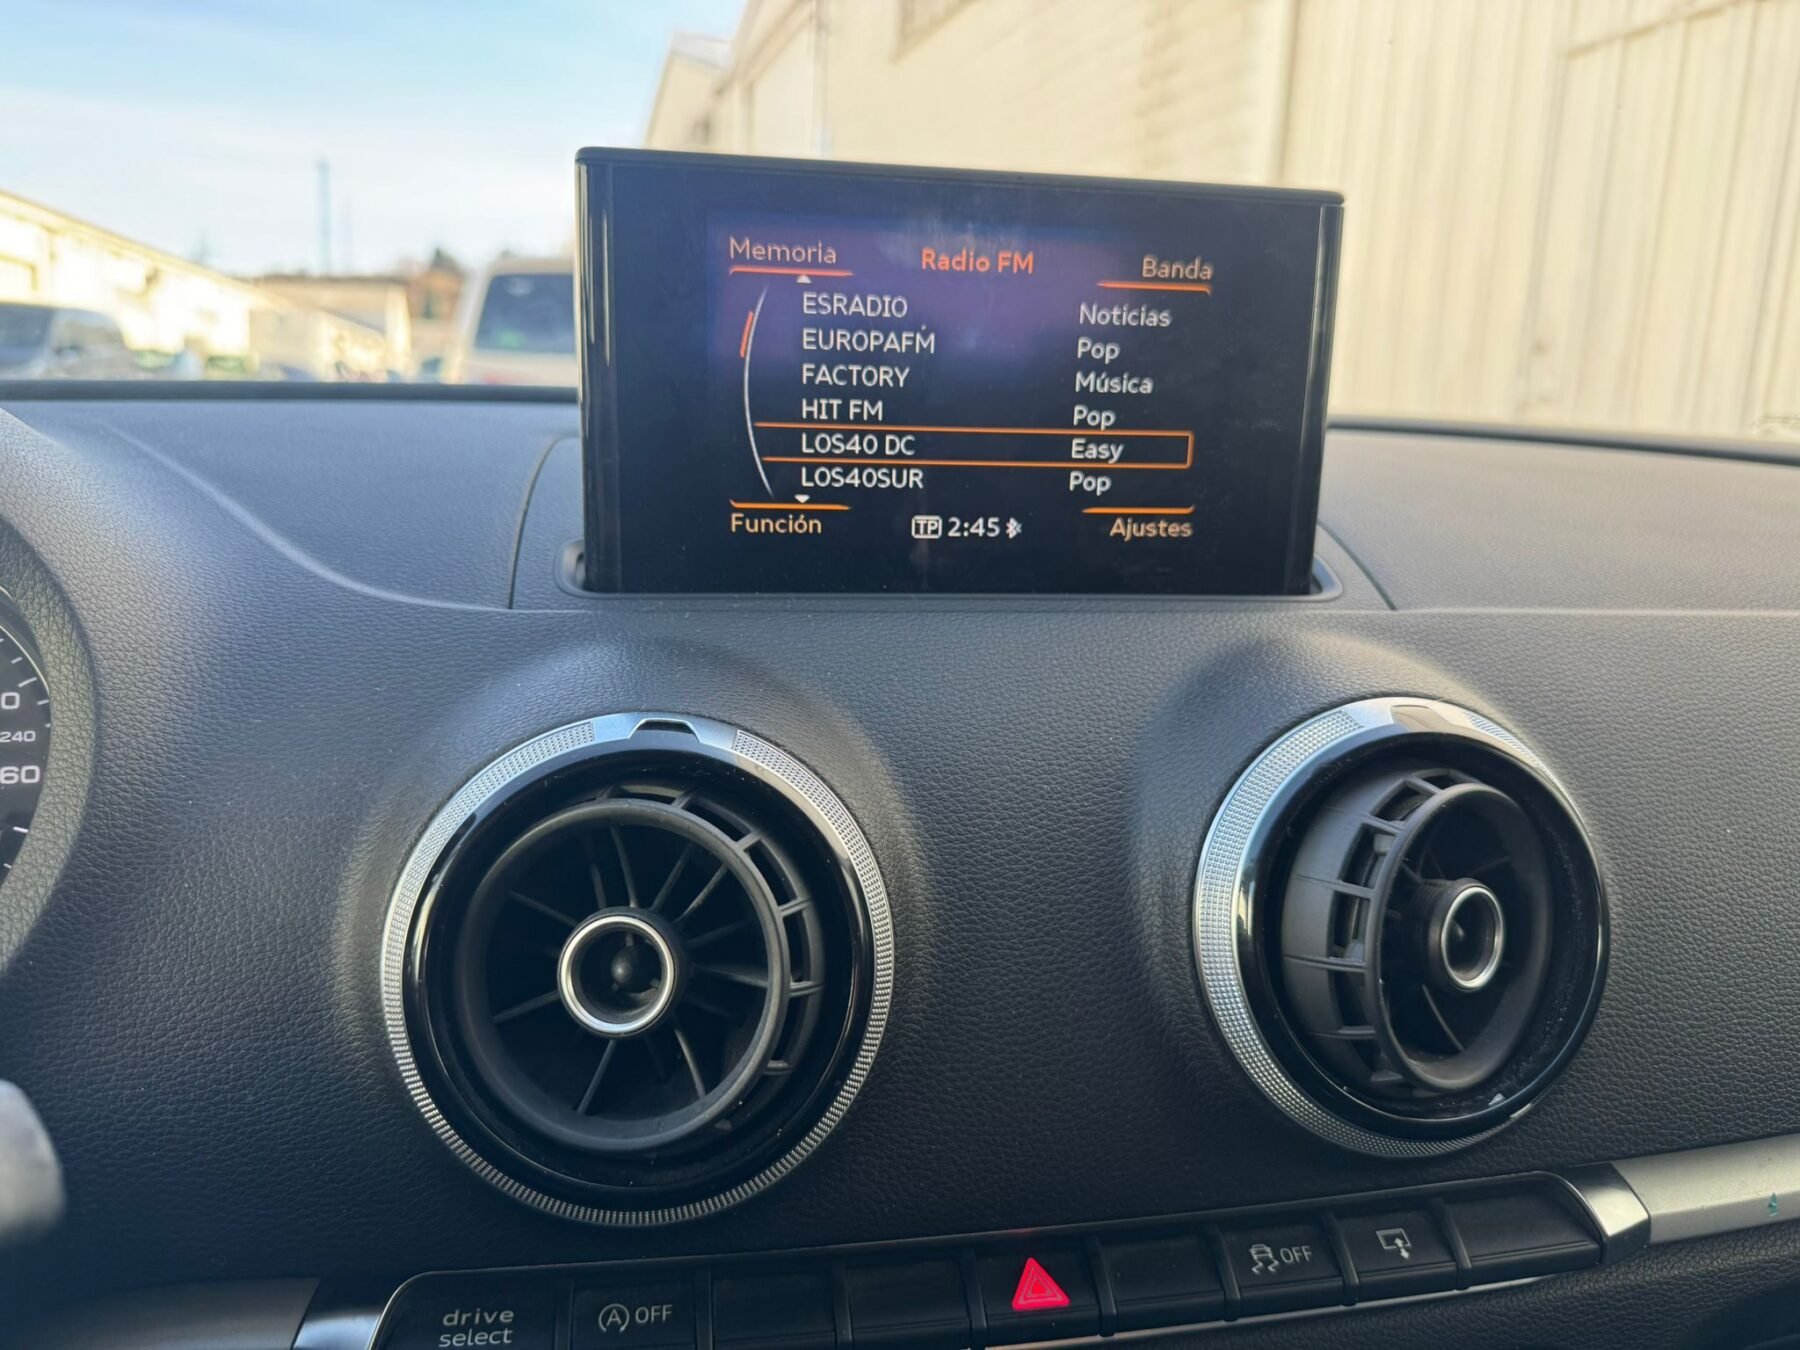 Memoria Radio FM Banda
ESRADIO Noticias
EUROPAFM Pop
FACTORY Música
HIT FM Pop
LOS40 DC Easy
LOS40SUR Pop
Función TP 2:45 Ajustes
240
60
drive
select
A OFF
OFF